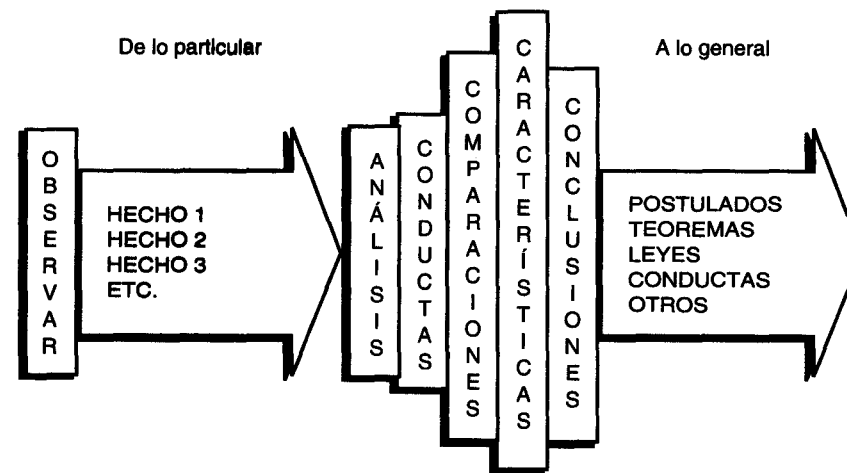 De lo particular
A lo general
OBSERVAR
HECHO 1
HECHO 2
HECHO 3
ETC.
ANÁLISIS
CONDUCTAS
COMPARACIONES
CARACTERÍSTICAS
CONCLUSIONES
POSTULADOS
TEOREMAS
LEYES
CONDUCTAS
OTROS